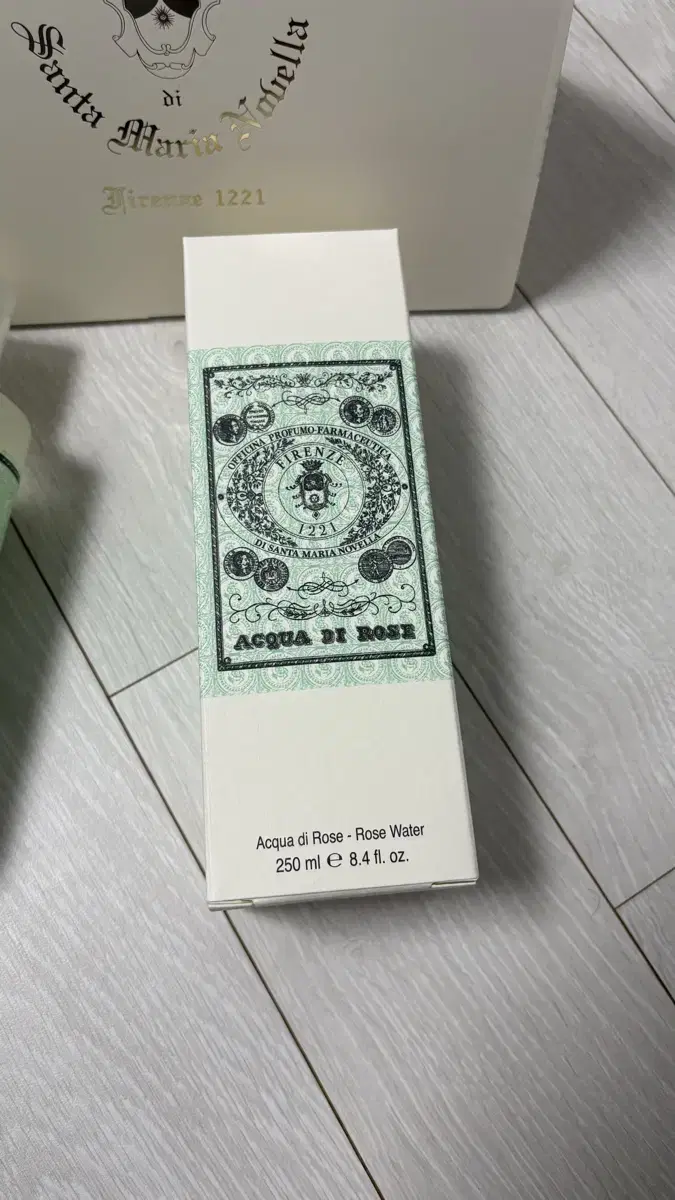 Santa Maria Novella
di
Firenze 1221
OFFICINA PROFUMO-FARMACEUTICA
FIRENZE
1221
DI SANTA MARIA NOVELLA
ACQUA DI ROSE
Acqua di Rose - Rose Water
250 ml ℮ 8.4 fl. oz.